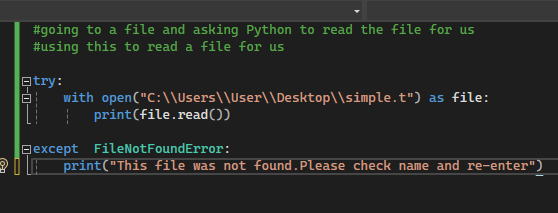 #going to a file and asking Python to read the file for us
#using this to read a file for us
try:
with open("C:\\Users\\User\\Desktop\\simple.t") as file:
print(file.read())
except  FileNotFoundError:
print("This file was not found.Please check name and re-enter")